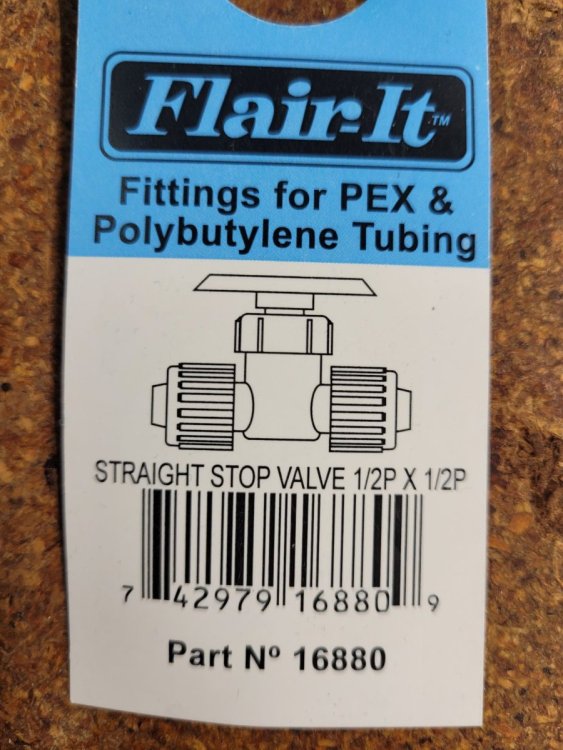 Flair-It™
Fittings for PEX &
Polybutylene Tubing
STRAIGHT STOP VALVE 1/2P X 1/2P
7 42979 16880 9
Part Nº 16880